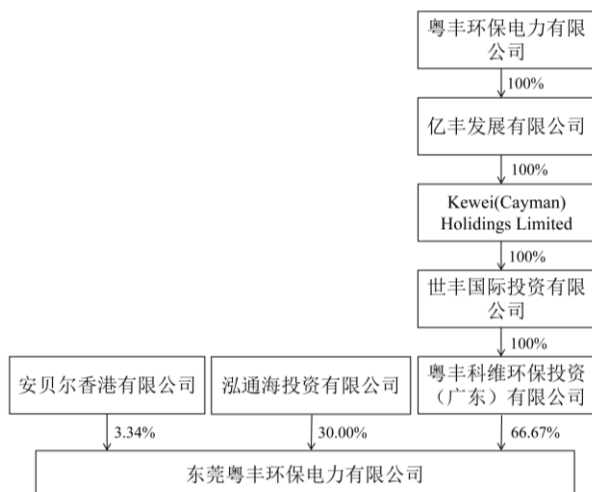 粤丰环保电力有限
公司
100%
亿丰发展有限公司
100%
Kewei(Cayman)
Holidings Limited
100%
世丰国际投资有限
公司
100%
安贝尔香港有限公司
泓通海投资有限公司
粤丰科维环保投资
（广东）有限公司
3.34%
30.00%
66.67%
东莞粤丰环保电力有限公司